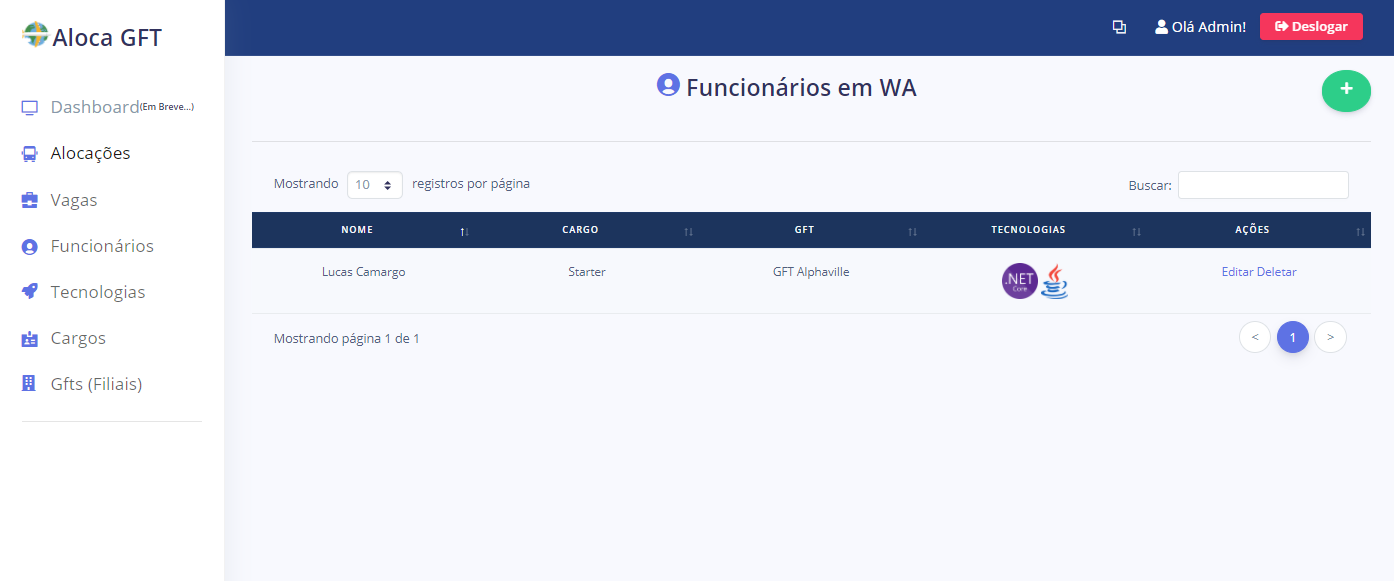 Aloca GFT
Olá Admin!
Deslogar
Dashboard(Em Breve...)
Alocações
Vagas
Funcionários
Tecnologias
Cargos
Gfts (Filiais)
Funcionários em WA
+
Mostrando 10 registros por página
Buscar:
NOME CARGO GFT TECNOLOGIAS AÇÕES
Lucas Camargo Starter GFT Alphaville .NET Core Editar Deletar
Mostrando página 1 de 1
< 1 >